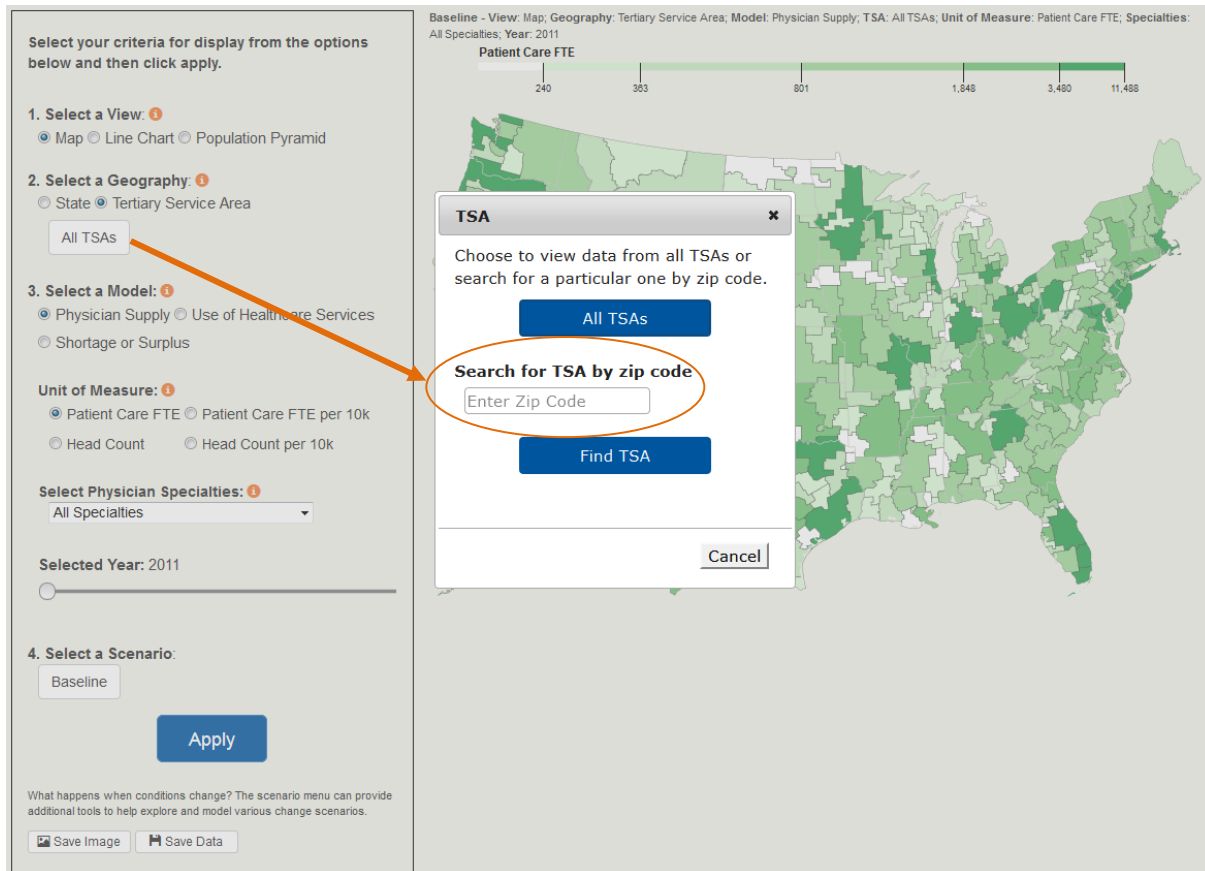 Select your criteria for display from the options
below and then click apply.
1. Select a View:
Map Line Chart Population Pyramid
2. Select a Geography:
State Tertiary Service Area
All TSAs
3. Select a Model:
Physician Supply Use of Healthcare Services
Shortage or Surplus
Unit of Measure:
Patient Care FTE Patient Care FTE per 10k
Head Count Head Count per 10k
Select Physician Specialties:
All Specialties
Selected Year: 2011
4. Select a Scenario:
Baseline
Apply
What happens when conditions change? The scenario menu can provide
additional tools to help explore and model various change scenarios.
Save Image Save Data
Baseline - View: Map; Geography: Tertiary Service Area; Model: Physician Supply; TSA: All TSAs; Unit of Measure: Patient Care FTE; Specialties:
All Specialties; Year: 2011
Patient Care FTE
240 363 801 1,848 3,480 11,488
TSA
Choose to view data from all TSAs or
search for a particular one by zip code.
All TSAs
Search for TSA by zip code
Enter Zip Code
Find TSA
Cancel